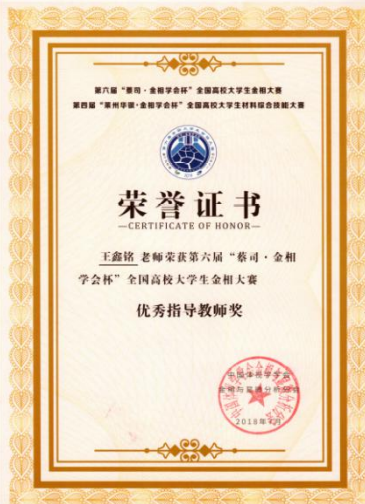 第六届“蔡司·金相学会杯”全国高校大学生金相大赛
第四届“莱州华银·金相学会杯”全国高校大学生材料综合技能大赛
荣誉证书
—CERTIFICATE OF HONOR—
王鑫铭 老师荣获第六届“蔡司·金相
学会杯”全国高校大学生金相大赛
优秀指导教师奖
中国体视学学会
金相与显微分析分会
2018年7月